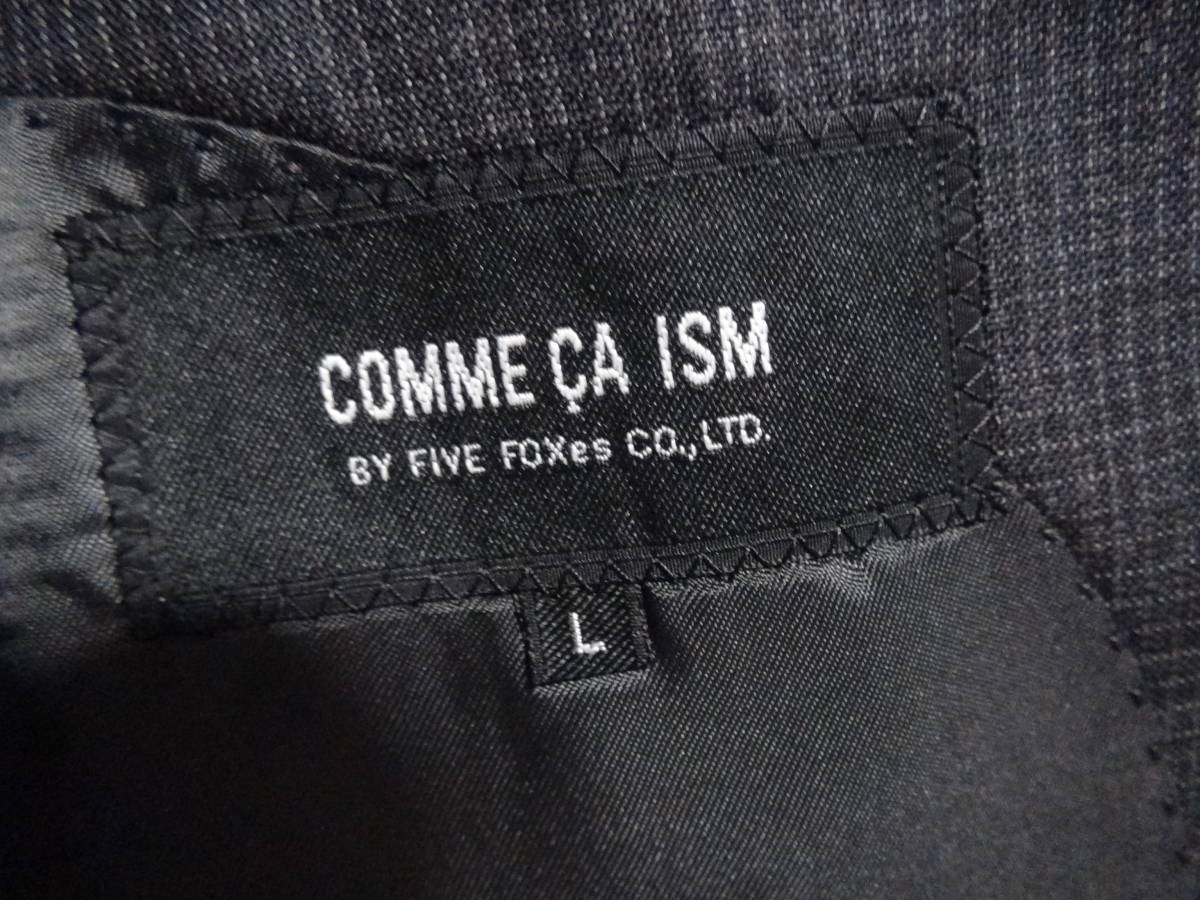 COMME ÇA ISM
BY FIVE FOXes CO.,LTD.
L